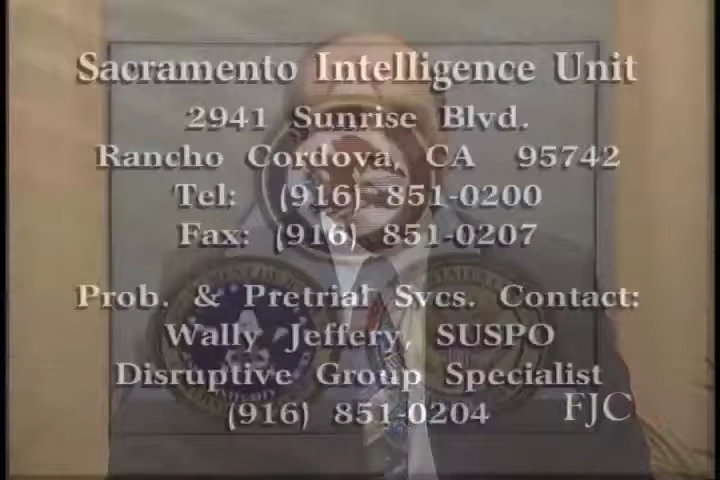 Sacramento Intelligence Unit
2941 Sunrise Blvd.
Rancho Cordova, CA 95742
Tel: (916) 851-0200
Fax: (916) 851-0207
Prob. & Pretrial Svcs. Contact:
Wally Jeffery, SUSPO
Disruptive Group Specialist
(916) 851-0204
FJC